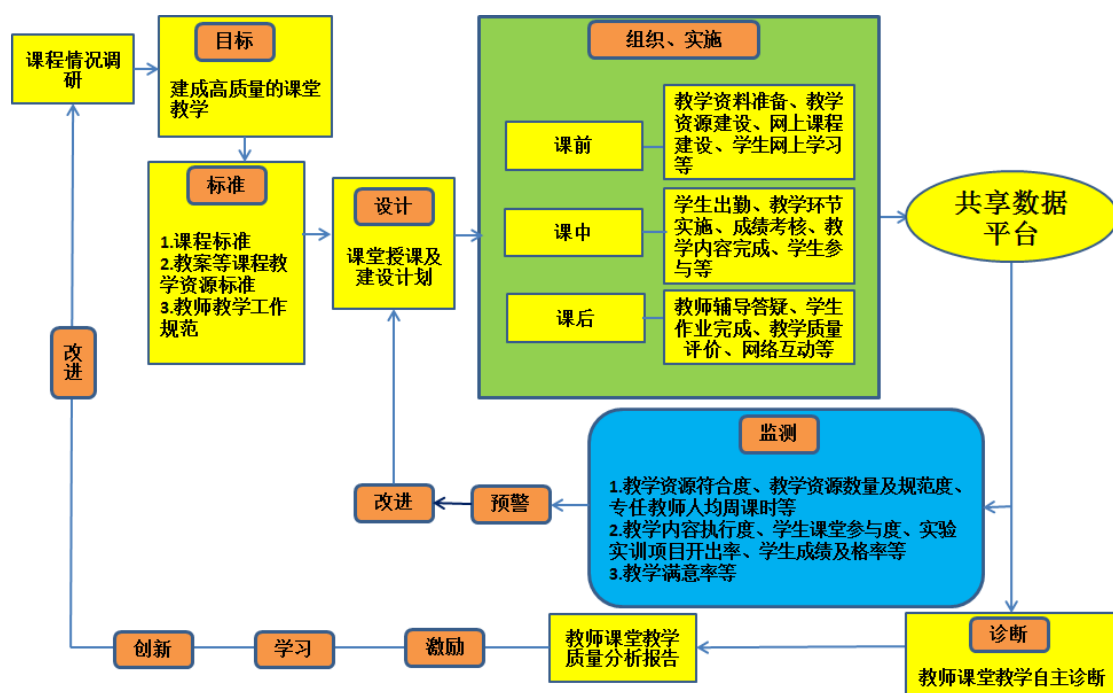 课程情况调
研
目标
建成高质量的课堂
教学
标准
1.课程标准
2.教案等课程教
学资源标准
3.教师教学工作
规范
设计
课堂授课及
建设计划
组织、实施
课前
教学资料准备、教学
资源建设、网上课程
建设、学生网上学习
等
课中
学生出勤、教学环节
实施、成绩考核、教
学内容完成、学生参
与等
课后
教师辅导答疑、学生
作业完成、教学质量
评价、网络互动等
共享数据
平台
监测
1.教学资源符合度、教学资源数量及规范度、
专任教师人均周课时等
2.教学内容执行度、学生课堂参与度、实验
实训项目开出率、学生成绩及格率等
3.教学满意率等
预警
改进
诊断
教师课堂教学自主诊断
教师课堂教学
质量分析报告
激励
学习
创新
改
进